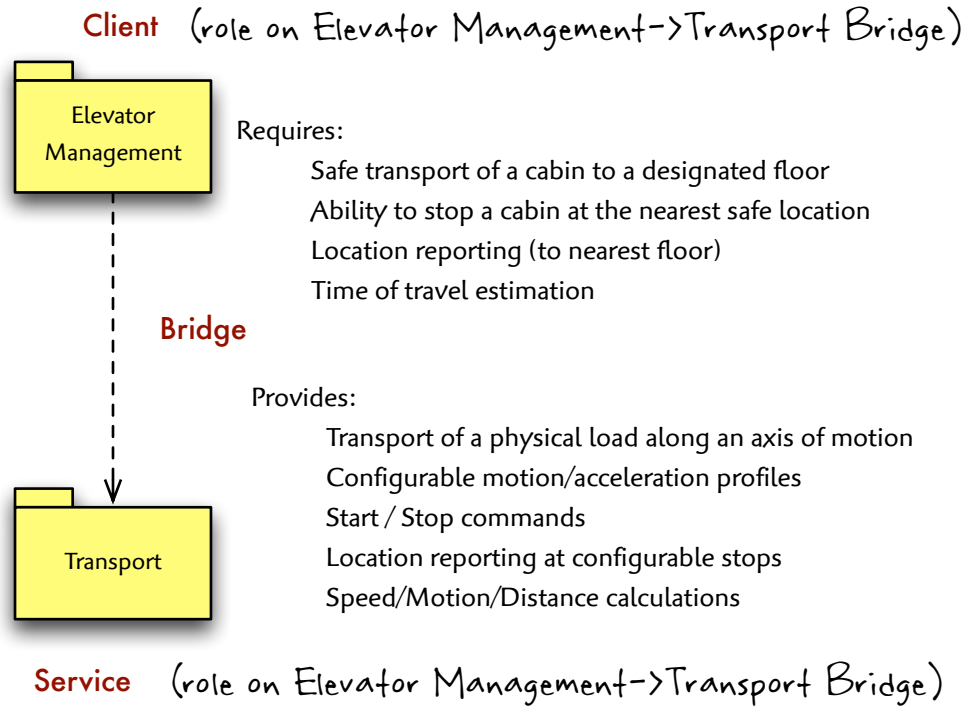 Client (role on Elevator Management->Transport Bridge)
Elevator
Management
Requires:
Safe transport of a cabin to a designated floor
Ability to stop a cabin at the nearest safe location
Location reporting (to nearest floor)
Time of travel estimation
Bridge
Provides:
Transport of a physical load along an axis of motion
Configurable motion/acceleration profiles
Start / Stop commands
Location reporting at configurable stops
Speed/Motion/Distance calculations
Transport
Service (role on Elevator Management->Transport Bridge)